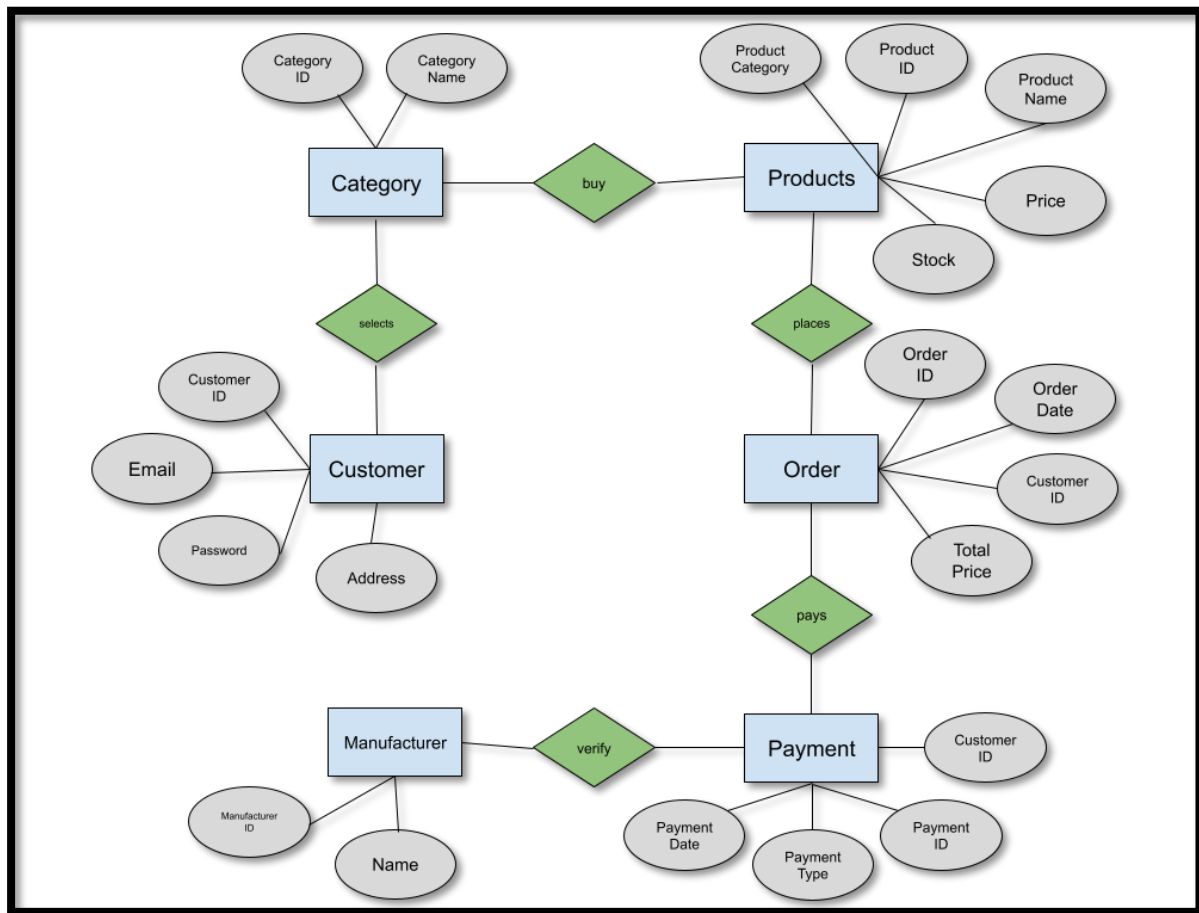 Category
ID
Category
Name
Product
Category
Product
ID
Product
Name
Category
buy
Products
Price
Stock
selects
places
Customer
ID
Order
ID
Order
Date
Email
Customer
Order
Customer
ID
Password
Address
Total
Price
pays
Manufacturer
verify
Payment
Customer
ID
Manufacturer
ID
Name
Payment
Date
Payment
Type
Payment
ID